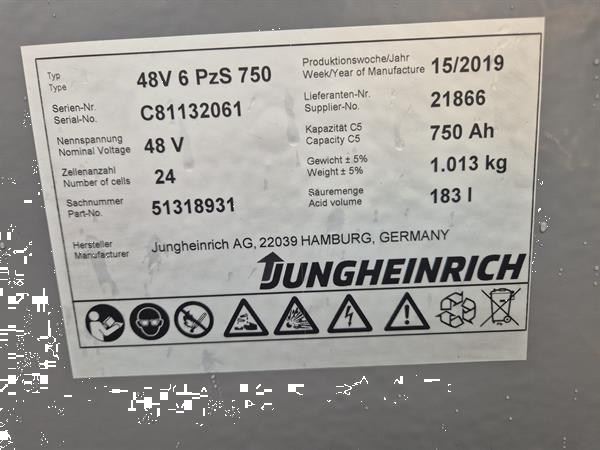 Typ
Type
48V 6 PzS 750
Produktionswoche/Jahr
Week/Year of Manufacture
15/2019
Serien-Nr.
Serial-No.
C81132061
Lieferanten-Nr.
Supplier-No.
21866
Nennspannung
Nominal Voltage
48 V
Kapazität C5
Capacity C5
750 Ah
Zellenanzahl
Number of cells
24
Gewicht ± 5%
Weight ± 5%
1.013 kg
Sachnummer
Part-No.
51318931
Säuremenge
Acid volume
183 l
Hersteller
Manufacturer
Jungheinrich AG, 22039 HAMBURG, GERMANY
JUNGHEINRICH